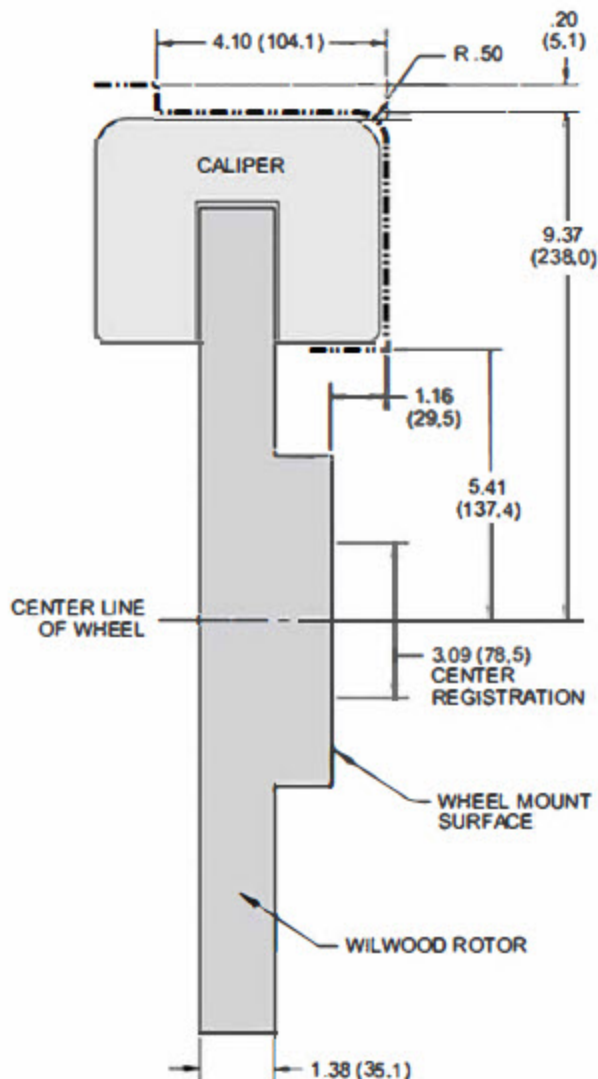 .20
(5.1)
4.10 (104.1)
R .50
CALIPER
9.37
(238,0)
1.16
(29,5)
5.41
(137,4)
CENTER LINE
OF WHEEL
3.09 (78,5)
CENTER
REGISTRATION
WHEEL MOUNT
SURFACE
WILWOOD ROTOR
1.38 (35.1)